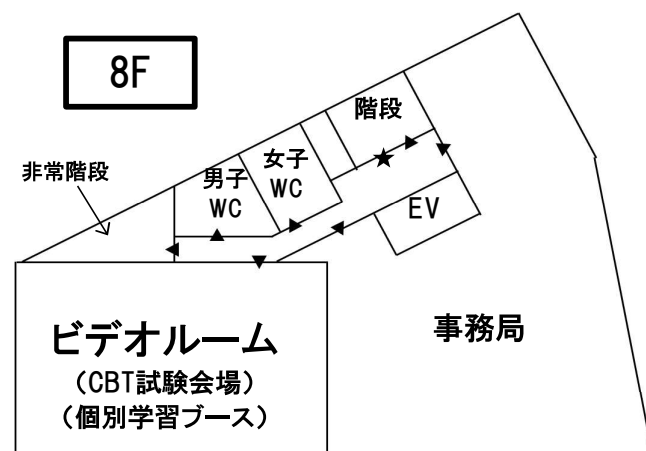 8F
階段
女子
WC
男子
WC
非常階段
EV
事務局
ビデオルーム
（CBT試験会場）
（個別学習ブース）